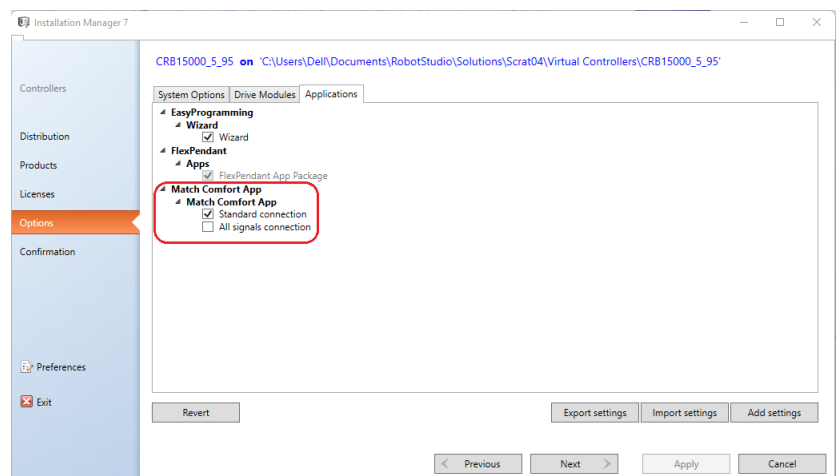 Installation Manager 7
CRB15000_5_95 on 'C:\Users\Dell\Documents\RobotStudio\Solutions\Scrat04\Virtual Controllers\CRB15000_5_95'
Controllers
Distribution
Products
Licenses
Options
Confirmation
Preferences
Exit
System Options Drive Modules Applications
EasyProgramming
Wizard
Wizard
FlexPendant
Apps
FlexPendant App Package
Match Comfort App
Match Comfort App
Standard connection
All signals connection
Revert Export settings Import settings Add settings
Previous Next Apply Cancel